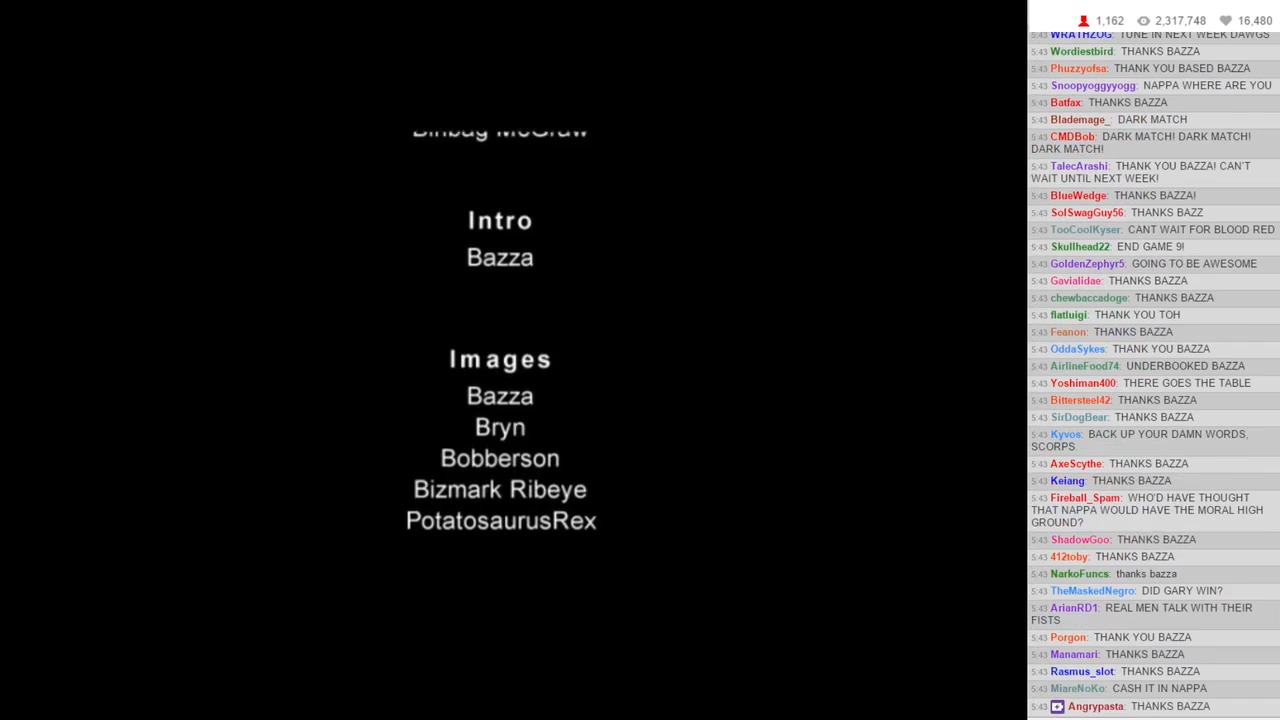 Intro
Bazza
Images
Bazza
Bryn
Bobberson
Bizmark Ribeye
PotatosaurusRex
1,162 2,317,748 16,480
5:43 WRATHZOG: TUNE IN NEXT WEEK DAWGS
5:43 Wordiestbird: THANKS BAZZA
5:43 Phuzzyofsa: THANK YOU BASED BAZZA
5:43 Snoopyoggyyogg: NAPPA WHERE ARE YOU
5:43 Batfax: THANKS BAZZA
5:43 Blademage_: DARK MATCH
5:43 CMDBob: DARK MATCH! DARK MATCH!
DARK MATCH!
5:43 TalecArashi: THANK YOU BAZZA! CAN'T
WAIT UNTIL NEXT WEEK!
5:43 BlueWedge: THANKS BAZZA!
5:43 SolSwagGuy56: THANKS BAZZ
5:43 TooCoolKyser: CANT WAIT FOR BLOOD RED
5:43 Skullhead22: END GAME 9!
5:43 GoldenZephyr5: GOING TO BE AWESOME
5:43 Gavialidae: THANKS BAZZA
5:43 chewbaccadoge: THANKS BAZZA
5:43 flatluigi: THANK YOU TOH
5:43 Feanon: THANKS BAZZA
5:43 OddaSykes: THANK YOU BAZZA
5:43 AirlineFood74: UNDERBOOKED BAZZA
5:43 Yoshiman400: THERE GOES THE TABLE
5:43 Bittersteel42: THANKS BAZZA
5:43 SirDogBear: THANKS BAZZA
5:43 Kyvos: BACK UP YOUR DAMN WORDS,
SCORPS
5:43 AxeScythe: THANKS BAZZA
5:43 Keiang: THANKS BAZZA
5:43 Fireball_Spam: WHO'D HAVE THOUGHT
THAT NAPPA WOULD HAVE THE MORAL HIGH
GROUND?
5:43 ShadowGoo: THANKS BAZZA
5:43 412toby: THANKS BAZZA
5:43 NarkoFuncs: thanks bazza
5:43 TheMaskedNegro: DID GARY WIN?
5:43 ArianRD1: REAL MEN TALK WITH THEIR
FISTS
5:43 Porgon: THANK YOU BAZZA
5:43 Manamari: THANKS BAZZA
5:43 Rasmus_slot: THANKS BAZZA
5:43 MiareNoKo: CASH IT IN NAPPA
5:43 Angrypasta: THANKS BAZZA